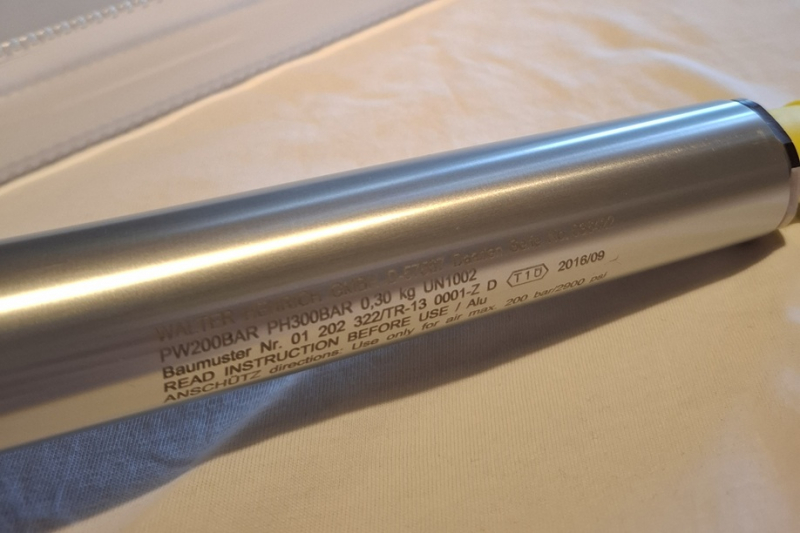 WALTER
PW200BAR PH300BAR 0,30 kg UN1002
Baumuster Nr. 01 202 322/TR-13 0001-Z D T10 2016/09
READ INSTRUCTION BEFORE USE / Alu
ANSCHÜTZ directions: Use only for air max. 200 bar/2900 psi